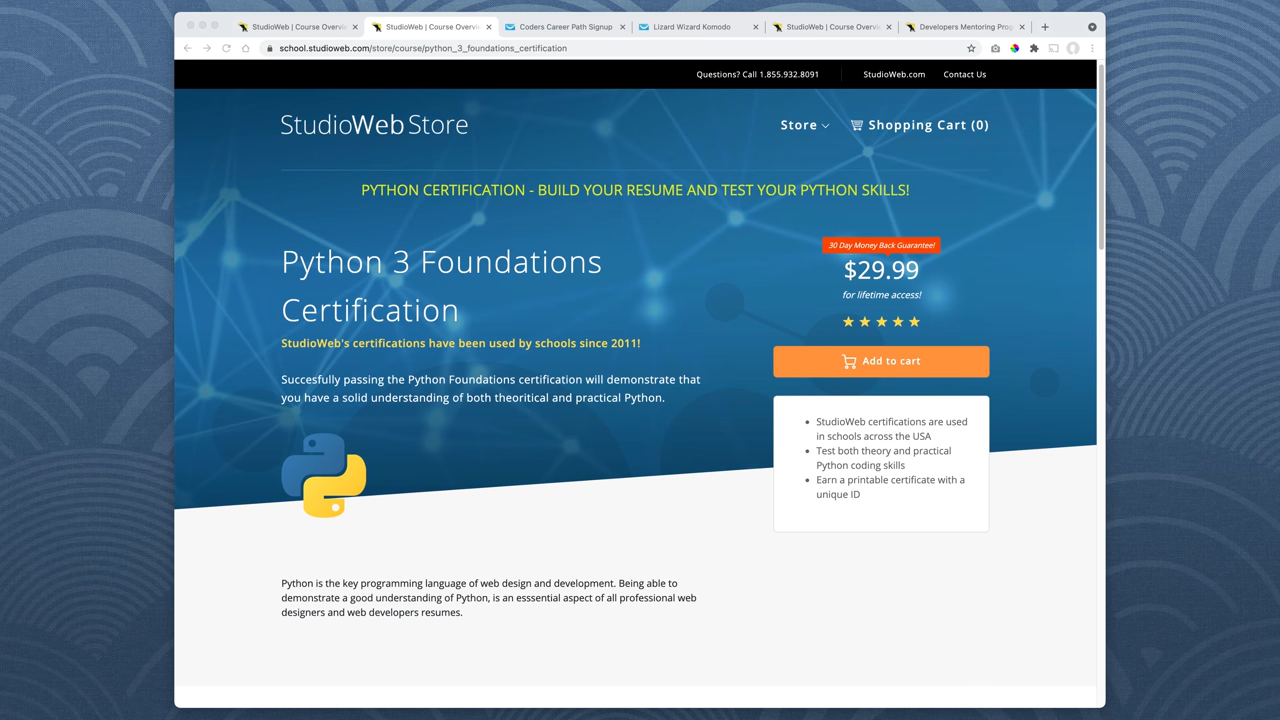 StudioWeb | Course Overvie
StudioWeb | Course Overvie
Coders Career Path Signup
Lizard Wizard Komodo
StudioWeb | Course Overvie
Developers Mentoring Prog
school.studioweb.com/store/course/python_3_foundations_certification
Questions? Call 1.855.932.8091
StudioWeb.com
Contact Us
StudioWeb Store
Store
Shopping Cart (0)
PYTHON CERTIFICATION - BUILD YOUR RESUME AND TEST YOUR PYTHON SKILLS!
Python 3 Foundations
Certification
StudioWeb's certifications have been used by schools since 2011!
Succesfully passing the Python Foundations certification will demonstrate that
you have a solid understanding of both theoritical and practical Python.
30 Day Money Back Guarantee!
$29.99
for lifetime access!
Add to cart
StudioWeb certifications are used
in schools across the USA
Test both theory and practical
Python coding skills
Earn a printable certificate with a
unique ID
Python is the key programming language of web design and development. Being able to
demonstrate a good understanding of Python, is an esssential aspect of all professional web
designers and web developers resumes.